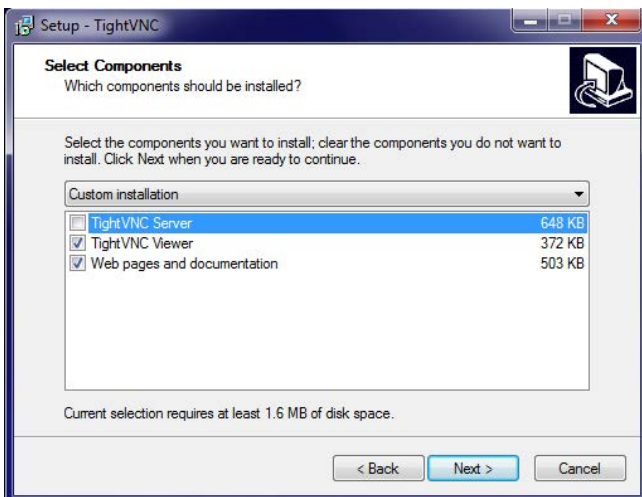 Setup - TightVNC
Select Components
Which components should be installed?
Select the components you want to install; clear the components you do not want to
install. Click Next when you are ready to continue.
Custom installation
TightVNC Server 648 KB
TightVNC Viewer 372 KB
Web pages and documentation 503 KB
Current selection requires at least 1.6 MB of disk space.
< Back Next > Cancel